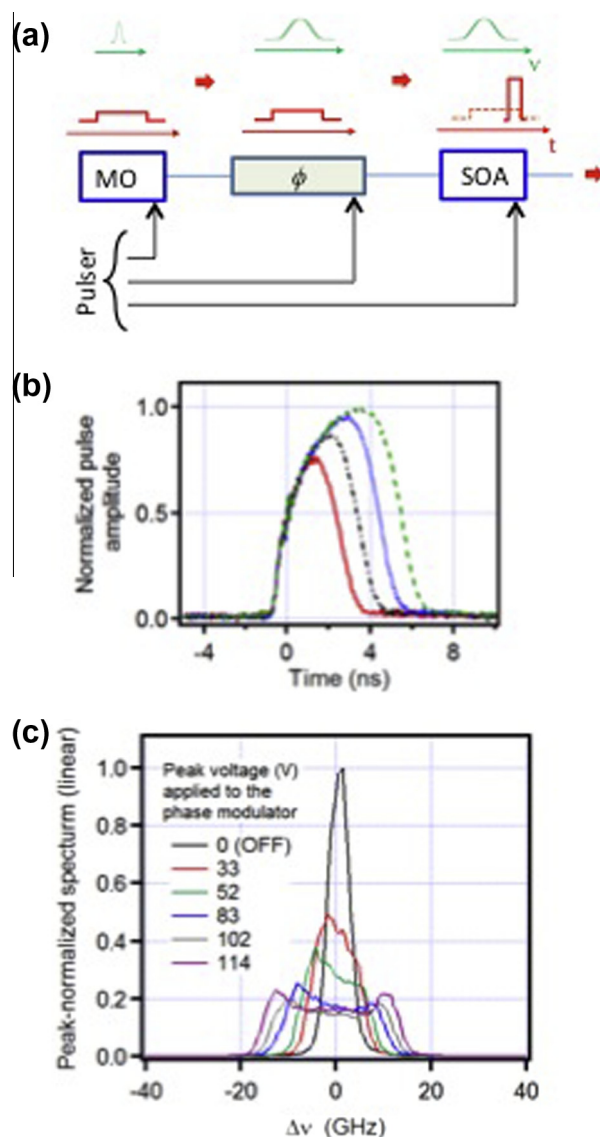 (a)
ν
t
MO
ϕ
SOA
Pulser
(b)
Normalized pulse
amplitude
1.0
0.5
0.0
-4 0 4 8
Time (ns)
(c)
Peak-normalized specturm (linear)
1.0
0.8
0.6
0.4
0.2
0.0
Peak voltage (V)
applied to the
phase modulator
0 (OFF)
33
52
83
102
114
-40 -20 0 20 40
Δν (GHz)